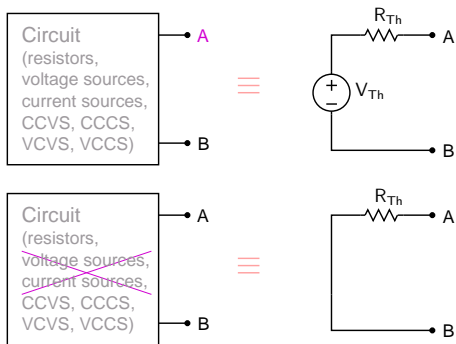 Circuit
(resistors,
voltage sources,
current sources,
CCVS, CCCS,
VCVS, VCCS)
A
B
≡
R_Th
+
−
V_Th
A
B
Circuit
(resistors,
voltage sources,
current sources,
CCVS, CCCS,
VCVS, VCCS)
A
B
≡
R_Th
A
B